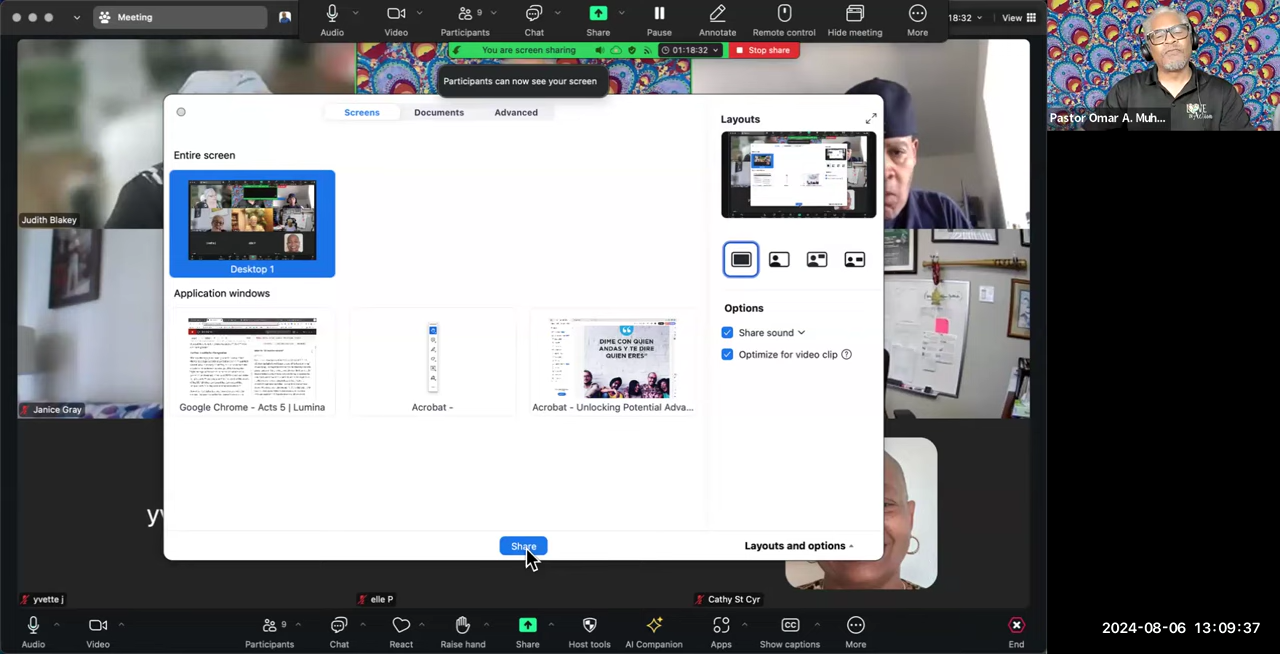 Meeting
Audio
Video
Participants
9
Chat
Share
Pause
Annotate
Remote control
Hide meeting
More
18:32
View
You are screen sharing
01:18:32
Stop share
Participants can now see your screen
Pastor Omar A. Muh...
Screens
Documents
Advanced
Layouts
Entire screen
Desktop 1
Judith Blakey
Application windows
Options
Share sound
Optimize for video clip
DIME CON QUIEN
ANDAS Y TE DIRE
QUIEN ERES"
Google Chrome - Acts 5 | Lumina
Acrobat -
Acrobat - Unlocking Potential Adva...
Janice Gray
Share
Layouts and options
yvette j
elle P
Cathy St Cyr
Audio
Video
Participants
9
Chat
React
Raise hand
Share
Host tools
AI Companion
Apps
Show captions
More
End
2024-08-06 13:09:37